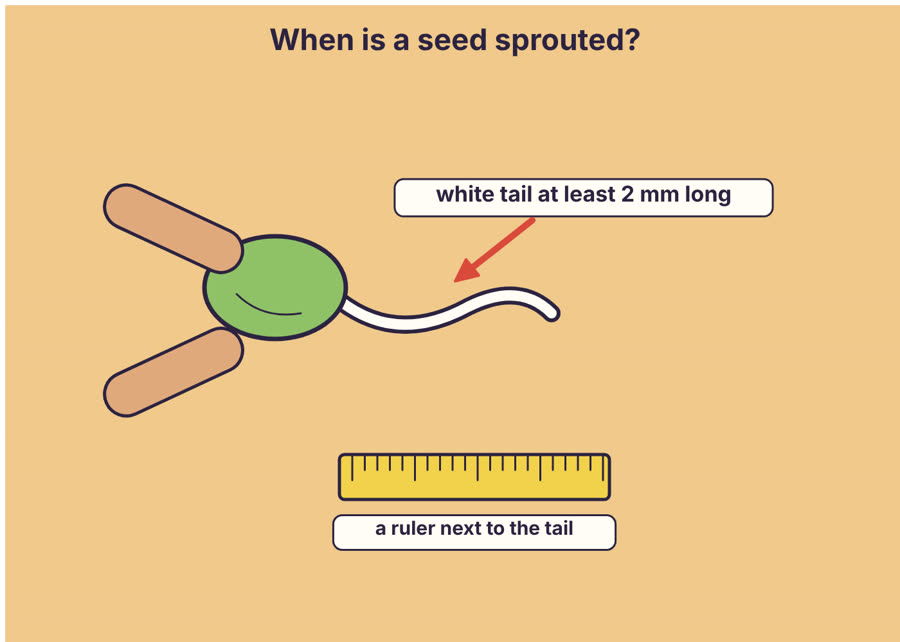 When is a seed sprouted?
white tail at least 2 mm long
a ruler next to the tail